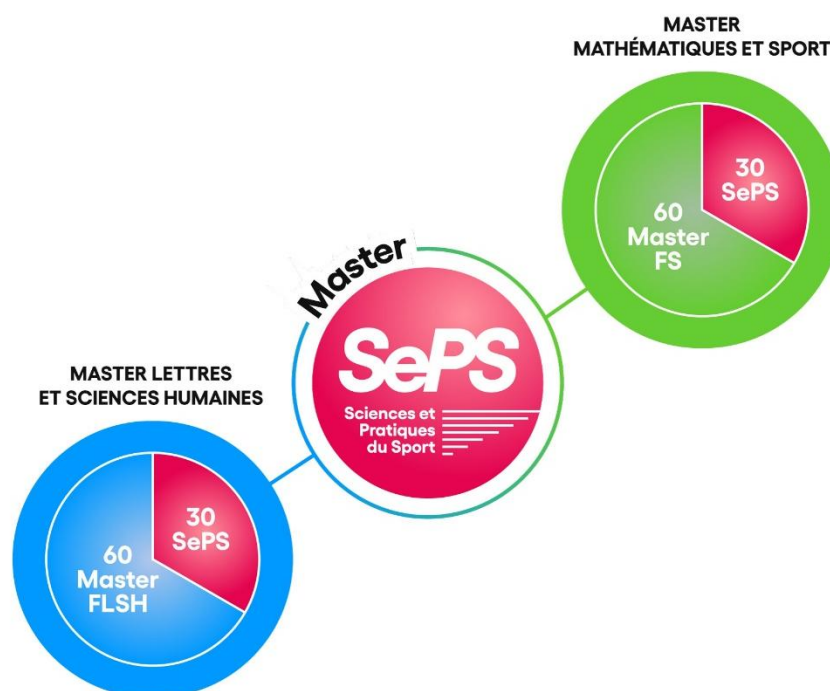 MASTER
MATHÉMATIQUES ET SPORT
30
SePS
60
Master
FS
Master
SePS
Sciences et
Pratiques
du Sport
MASTER LETTRES
ET SCIENCES HUMAINES
30
SePS
60
Master
FLSH